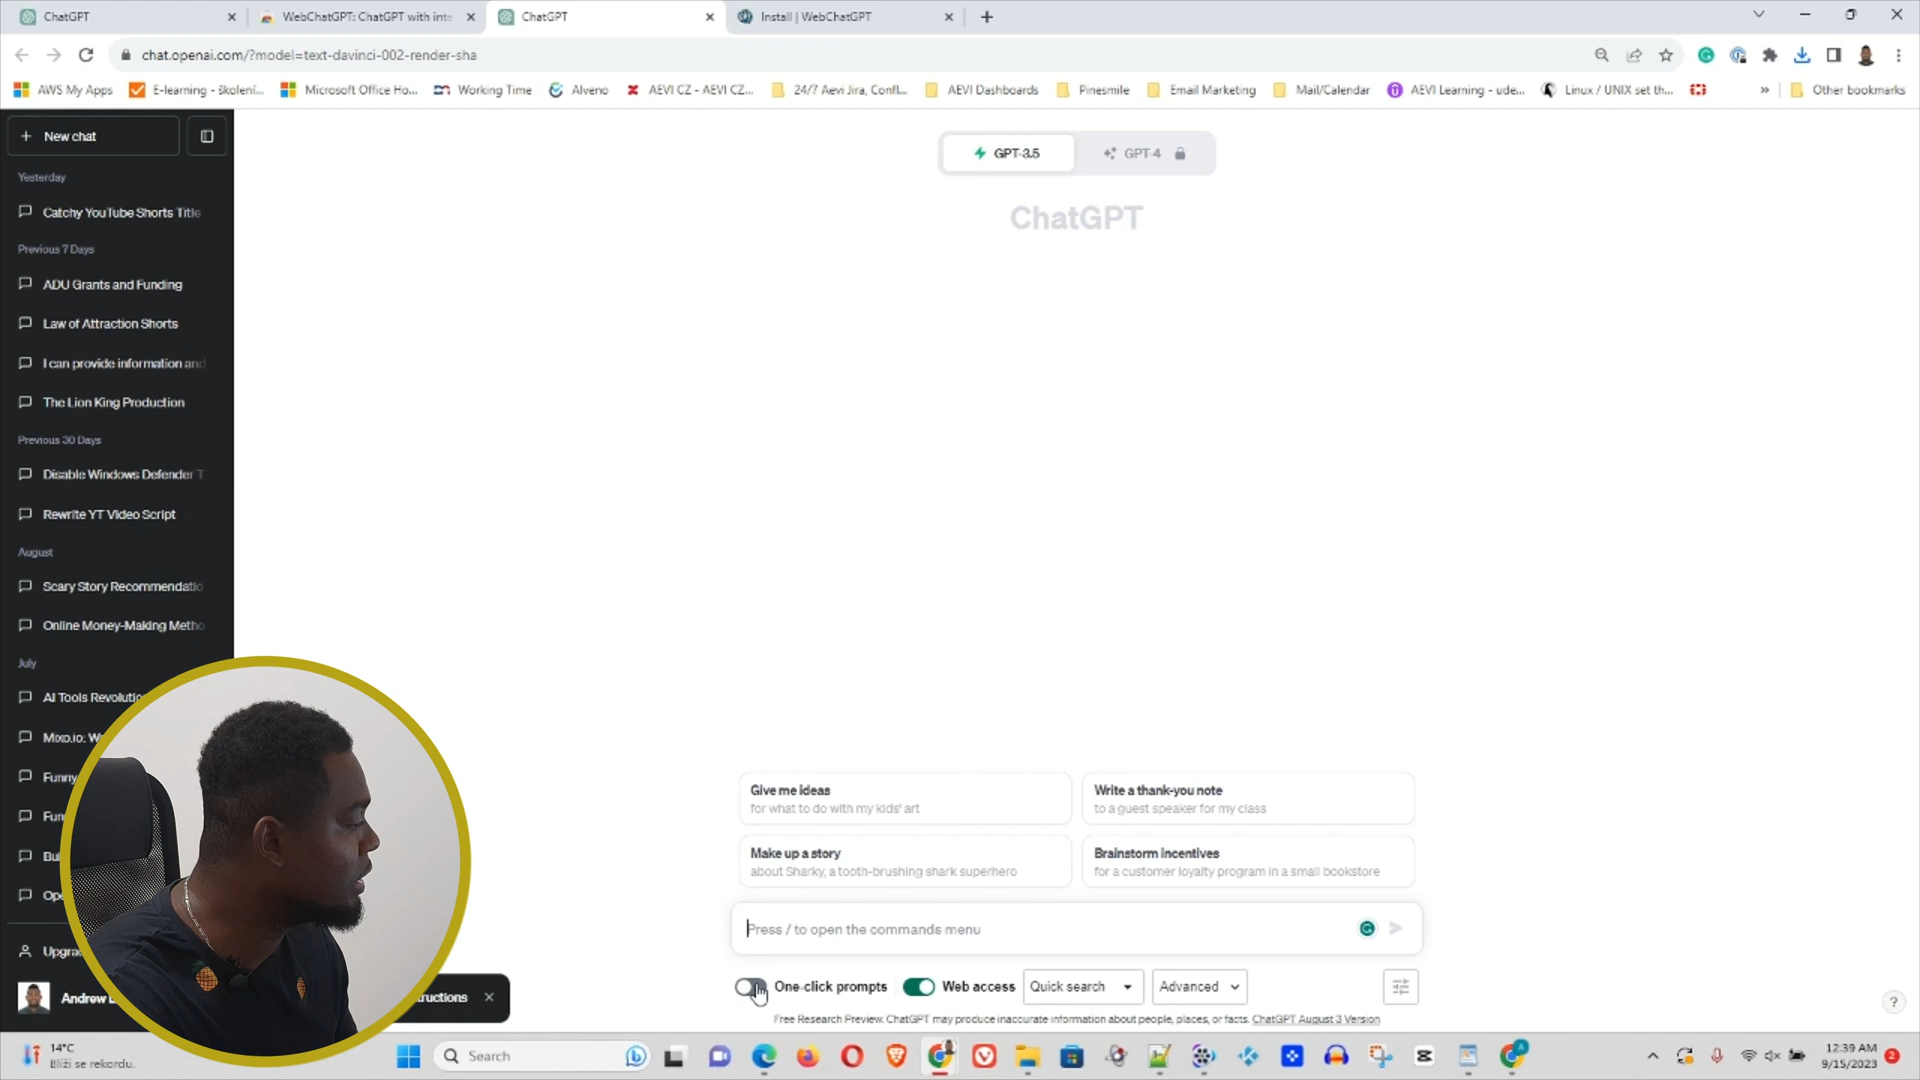 ChatGPT
WebChatGPT: ChatGPT with inte
ChatGPT
Install | WebChatGPT
chat.openai.com/?model=text-davinci-002-render-sha
AWS My Apps
E-learning - školení...
Microsoft Office Ho...
Working Time
Alveno
AEVI CZ - AEVI CZ...
24/7 Aevi Jira, Confl...
AEVI Dashboards
Pinesmile
Email Marketing
Mail/Calendar
AEVI Learning - ude...
Linux / UNIX set th...
»
Other bookmarks
+ New chat
Yesterday
Catchy YouTube Shorts Title
Previous 7 Days
ADU Grants and Funding
Law of Attraction Shorts
I can provide information and
The Lion King Production
Previous 30 Days
Disable Windows Defender T
Rewrite YT Video Script
August
Scary Story Recommendatio
Online Money-Making Metho
July
AI Tools Revolutio
Mixo.io: W
Funny
Fun
Bu
Ope
Upgra
Andrew
tructions
GPT-3.5
GPT-4
ChatGPT
Give me ideas
for what to do with my kids' art
Write a thank-you note
to a guest speaker for my class
Make up a story
about Sharky, a tooth-brushing shark superhero
Brainstorm incentives
for a customer loyalty program in a small bookstore
Press / to open the commands menu
One-click prompts
Web access
Quick search
Advanced
Free Research Preview. ChatGPT may produce inaccurate information about people, places, or facts. ChatGPT August 3 Version
?
14°C
Blíží se rekordu.
Search
12:39 AM
9/15/2023
2